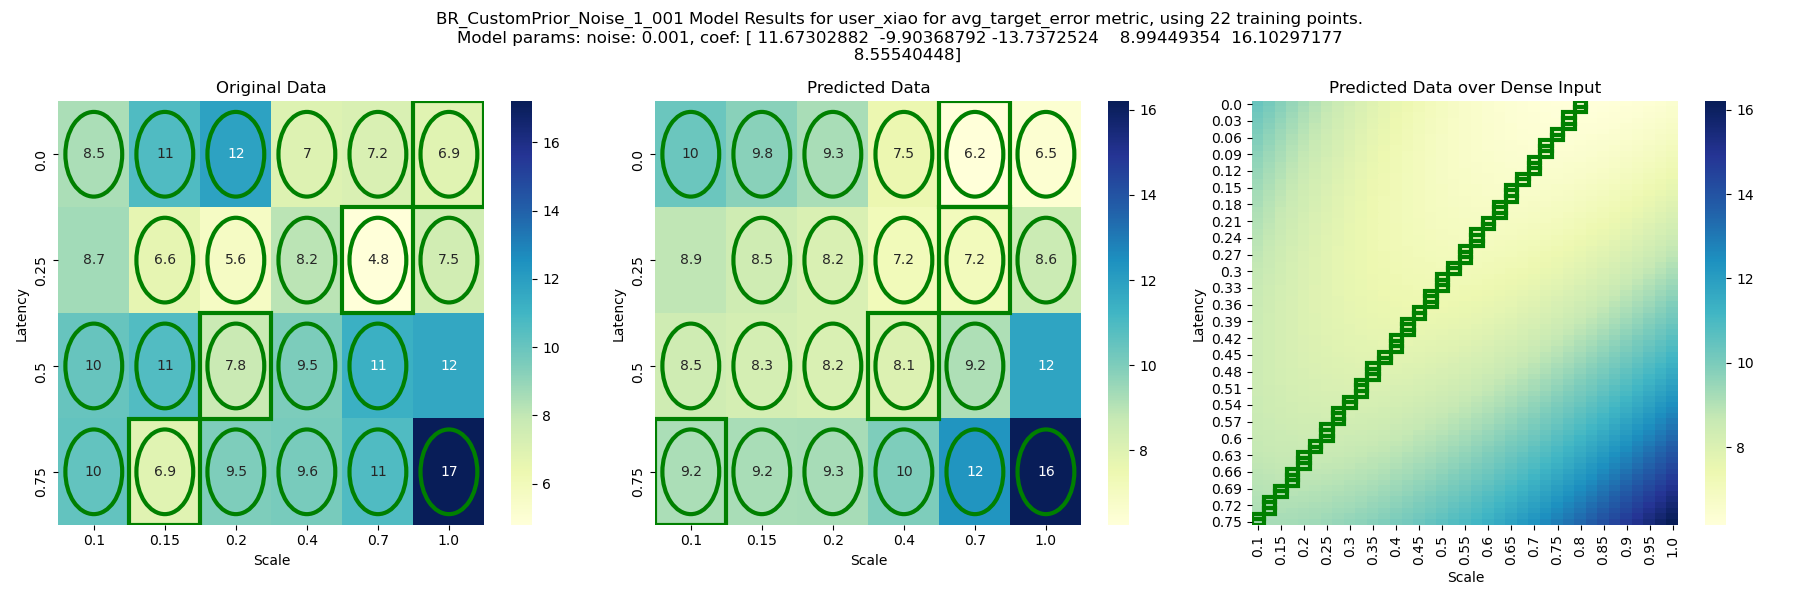 BR_CustomPrior_Noise_1_001 Model Results for user_xiao for avg_target_error metric, using 22 training points.
Model params: noise: 0.001, coef: [ 11.67302882  -9.90368792 -13.7372524    8.99449354  16.10297177
8.55540448]
Original Data
8.5 11 12 7 7.2 6.9
8.7 6.6 5.6 8.2 4.8 7.5
10 11 7.8 9.5 11 12
10 6.9 9.5 9.6 11 17
0.0
0.25
0.5
0.75
Latency
0.1 0.15 0.2 0.4 0.7 1.0
Scale
16
14
12
10
8
6
Predicted Data
10 9.8 9.3 7.5 6.2 6.5
8.9 8.5 8.2 7.2 7.2 8.6
8.5 8.3 8.2 8.1 9.2 12
9.2 9.2 9.3 10 12 16
0.0
0.25
0.5
0.75
Latency
0.1 0.15 0.2 0.4 0.7 1.0
Scale
16
14
12
10
8
Predicted Data over Dense Input
0.0
0.03
0.06
0.09
0.12
0.15
0.18
0.21
0.24
0.27
0.3
0.33
0.36
0.39
0.42
0.45
0.48
0.51
0.54
0.57
0.6
0.63
0.66
0.69
0.72
0.75
Latency
0.1 0.15 0.2 0.25 0.3 0.35 0.4 0.45 0.5 0.55 0.6 0.65 0.7 0.75 0.8 0.85 0.9 0.95 1.0
Scale
16
14
12
10
8